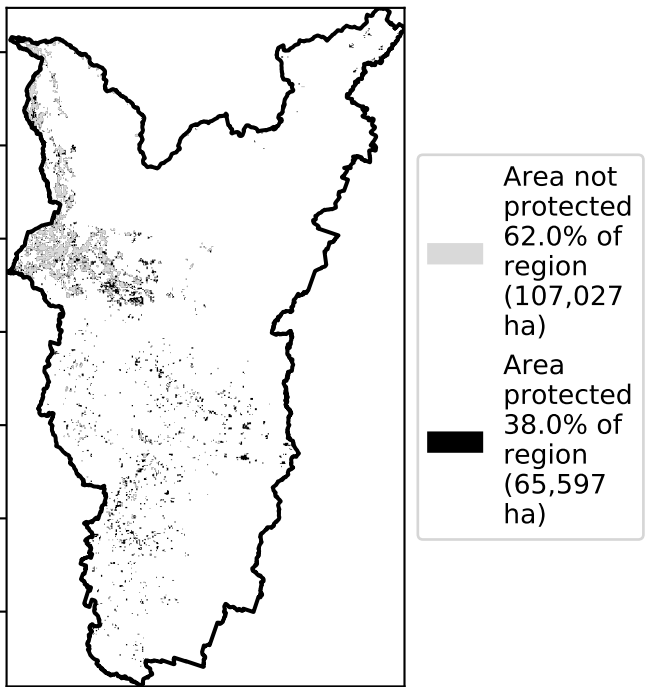 Area not
protected
62.0% of
region
(107,027
ha)
Area
protected
38.0% of
region
(65,597
ha)